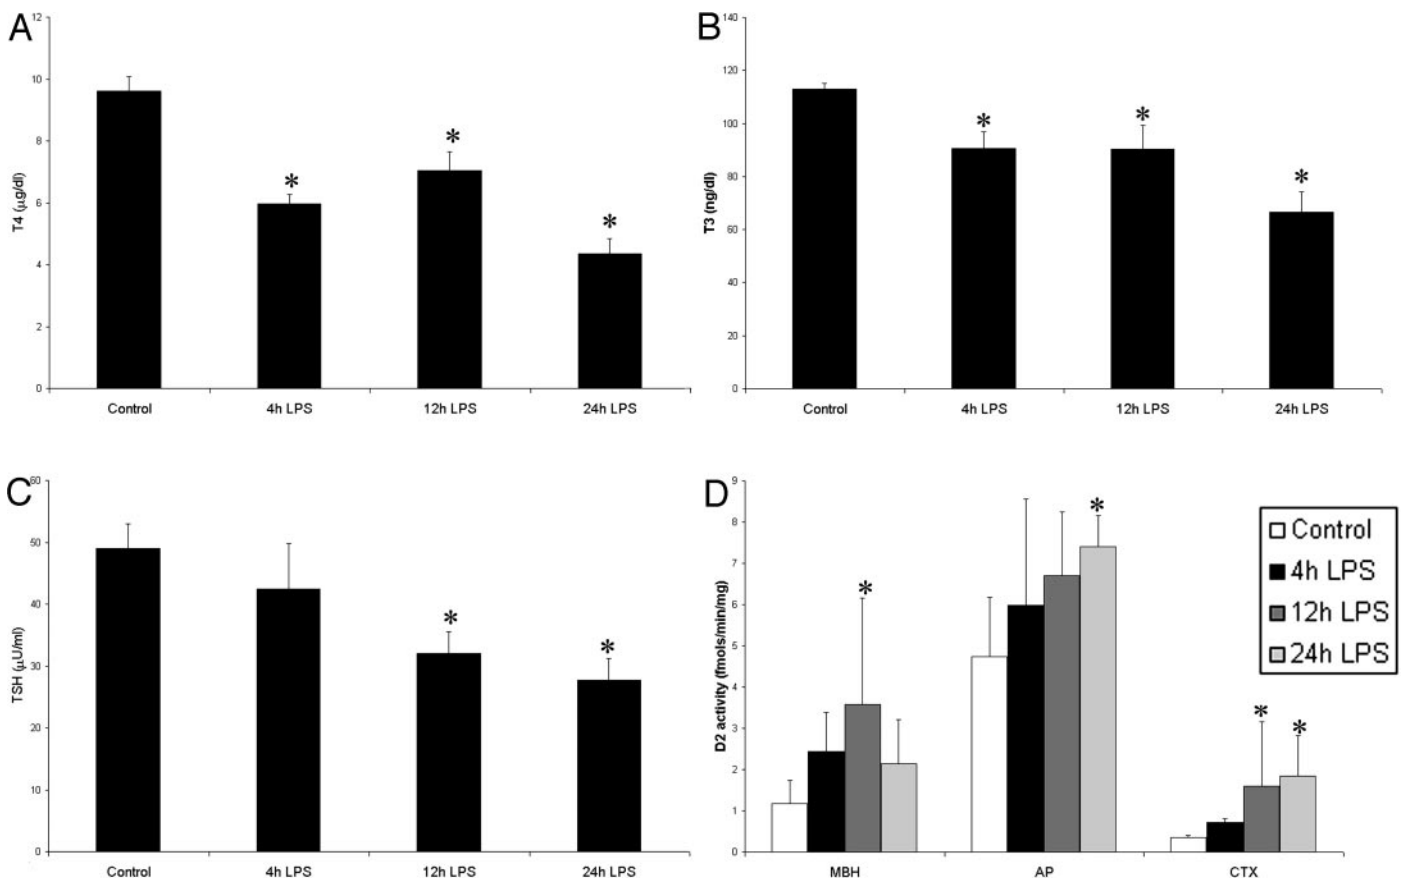 A
12
10
8
6
4
2
0
T4 (µg/dl)
*
*
*
Control 4h LPS 12h LPS 24h LPS
B
140
120
100
80
60
40
20
0
T3 (ng/dl)
*
*
*
Control 4h LPS 12h LPS 24h LPS
C
60
50
40
30
20
10
0
TSH (µU/ml)
*
*
Control 4h LPS 12h LPS 24h LPS
D
9
8
7
6
5
4
3
2
1
0
D2 activity (fmols/min/mg)
*
*
*
*
MBH AP CTX
Control
4h LPS
12h LPS
24h LPS